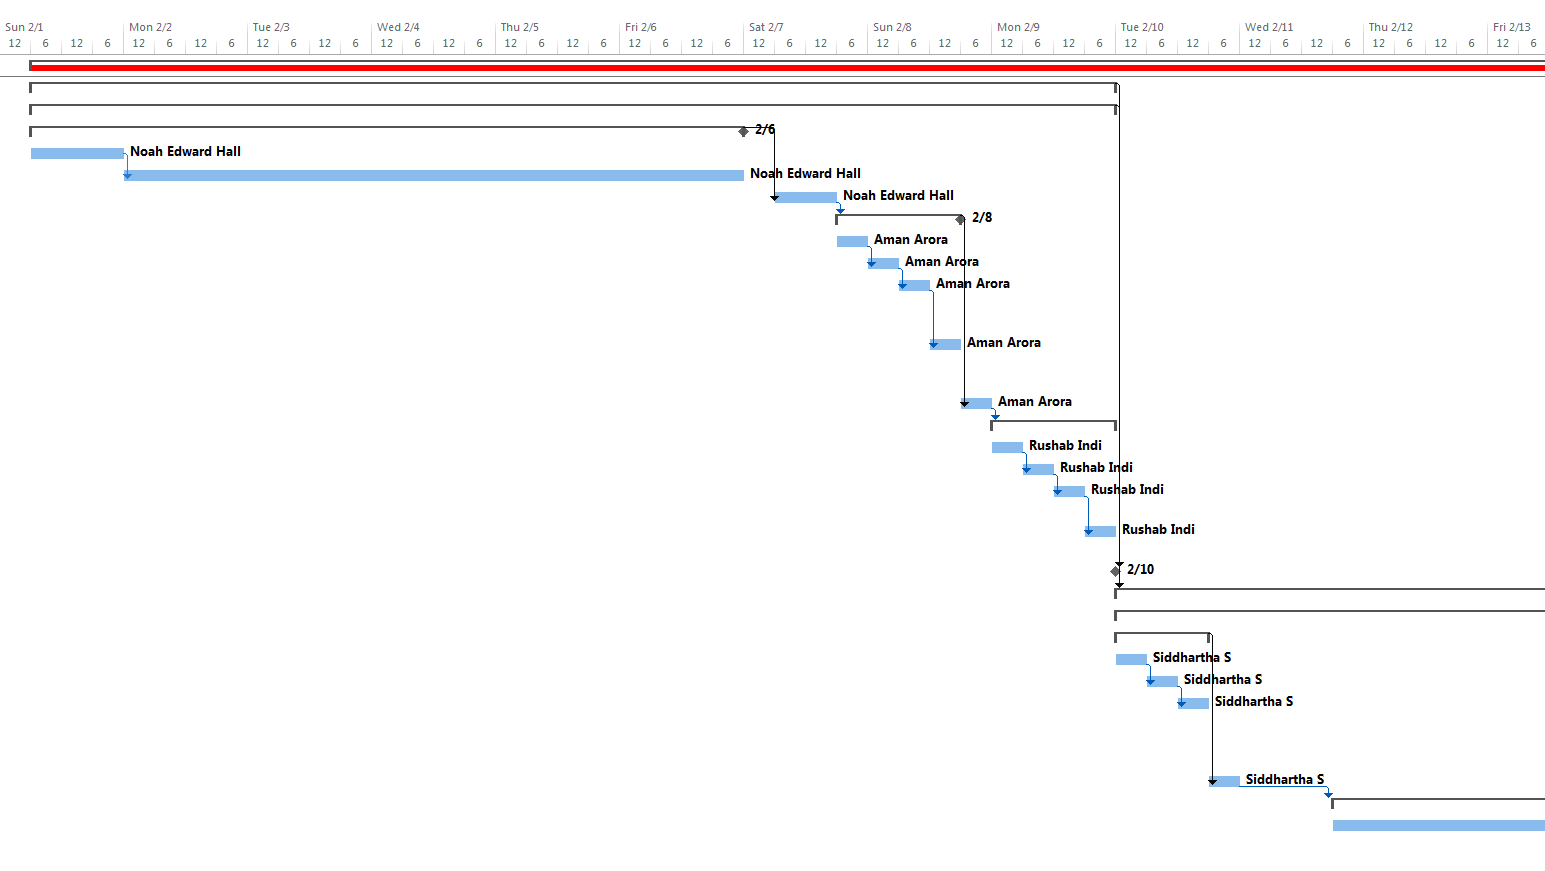 Sun 2/1 Mon 2/2 Tue 2/3 Wed 2/4 Thu 2/5 Fri 2/6 Sat 2/7 Sun 2/8 Mon 2/9 Tue 2/10 Wed 2/11 Thu 2/12 Fri 2/13
12 6 12 6 12 6 12 6 12 6 12 6 12 6 12 6 12 6 12 6 12 6 12 6 12 6 12 6 12 6 12 6 12 6 12 6 12 6 12 6 12 6 12 6 12 6 12 6 12 6
2/6
Noah Edward Hall
Noah Edward Hall
Noah Edward Hall
2/8
Aman Arora
Aman Arora
Aman Arora
Aman Arora
Aman Arora
Rushab Indi
Rushab Indi
Rushab Indi
Rushab Indi
2/10
Siddhartha S
Siddhartha S
Siddhartha S
Siddhartha S